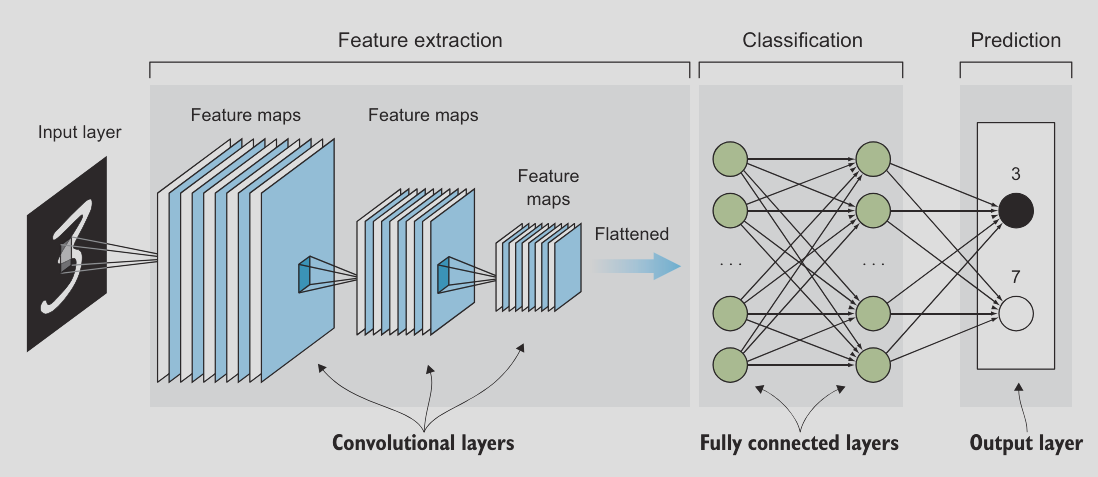 Feature extraction
Classification
Prediction
Input layer
Feature maps
Feature maps
Feature
maps
Flattened
3
7
. . .
. . .
Convolutional layers
Fully connected layers
Output layer